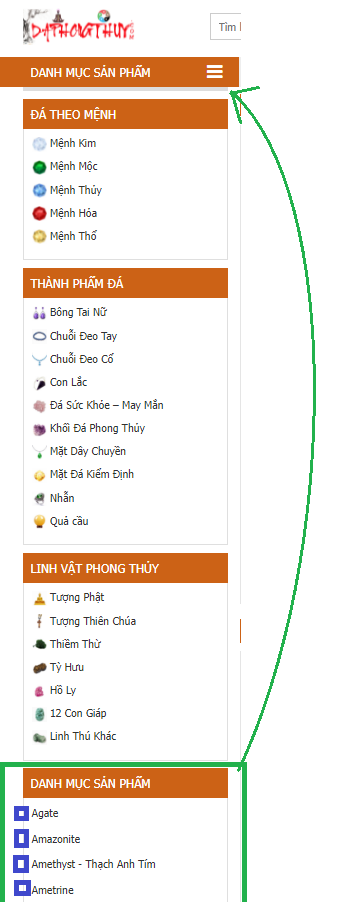 DAPHONGTHUY
Tìm
DANH MỤC SẢN PHẨM
ĐÁ THEO MỆNH
Mệnh Kim
Mệnh Mộc
Mệnh Thủy
Mệnh Hỏa
Mệnh Thổ
THÀNH PHẨM ĐÁ
Bông Tai Nữ
Chuỗi Đeo Tay
Chuỗi Đeo Cổ
Con Lắc
Đá Sức Khỏe – May Mắn
Khối Đá Phong Thủy
Mặt Dây Chuyền
Mặt Đá Kiểm Định
Nhẫn
Quả cầu
LINH VẬT PHONG THỦY
Tượng Phật
Tượng Thiên Chúa
Thiềm Thừ
Tỳ Hưu
Hồ Ly
12 Con Giáp
Linh Thú Khác
DANH MỤC SẢN PHẨM
Agate
Amazonite
Amethyst - Thạch Anh Tím
Ametrine